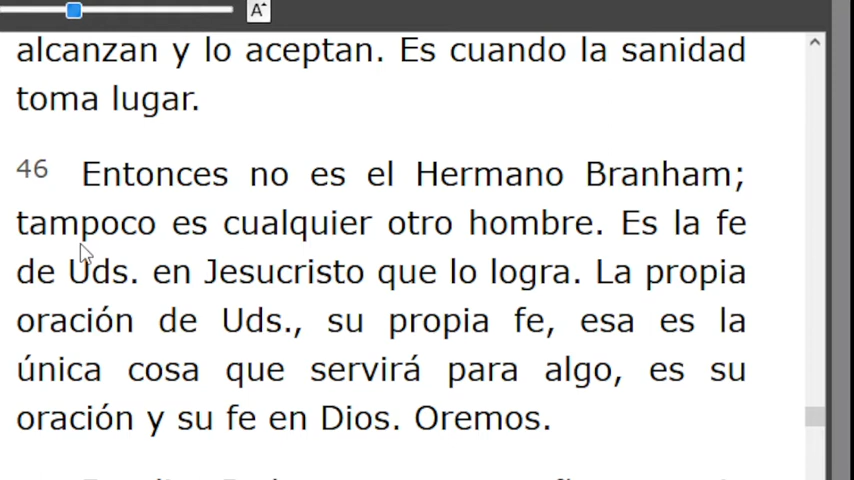 A
alcanzan y lo aceptan. Es cuando la sanidad
toma lugar.
46 Entonces no es el Hermano Branham;
tampoco es cualquier otro hombre. Es la fe
de Uds. en Jesucristo que lo logra. La propia
oración de Uds., su propia fe, esa es la
única cosa que servirá para algo, es su
oración y su fe en Dios. Oremos.